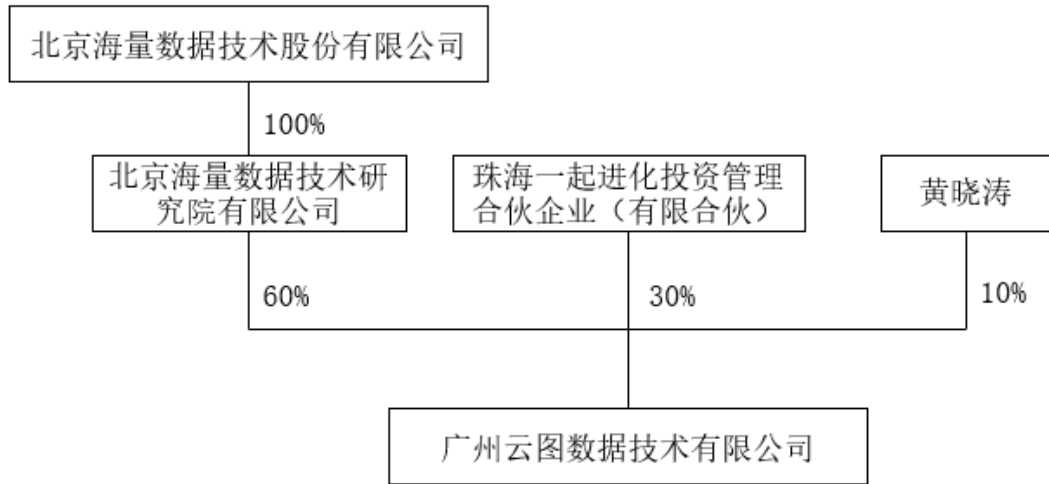 北京海量数据技术股份有限公司
100%
北京海量数据技术研
究院有限公司
珠海一起进化投资管理
合伙企业（有限合伙）
黄晓涛
60%
30%
10%
广州云图数据技术有限公司